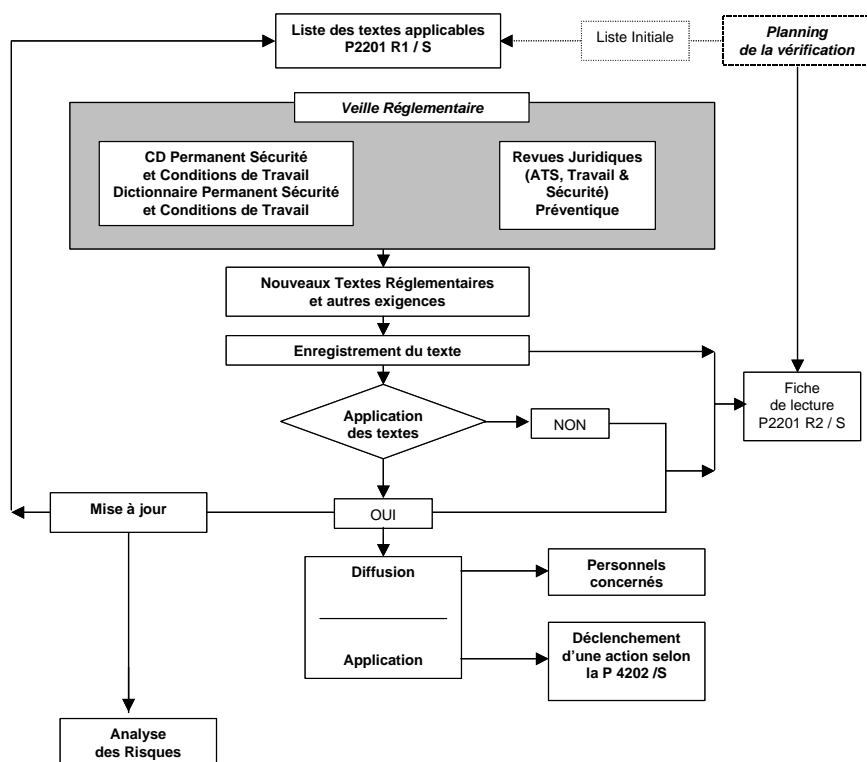 Liste des textes applicables
P2201 R1 / S
Liste Initiale
Planning
de la vérification
Veille Réglementaire
CD Permanent Sécurité
et Conditions de Travail
Dictionnaire Permanent Sécurité
et Conditions de Travail
Revues Juridiques
(ATS, Travail &
Sécurité)
Préventique
Nouveaux Textes Réglementaires
et autres exigences
Enregistrement du texte
Application
des textes
NON
Fiche
de lecture
P2201 R2 / S
Mise à jour
OUI
Diffusion
Personnels
concernés
Application
Déclenchement
d'une action selon
la P 4202 /S
Analyse
des Risques